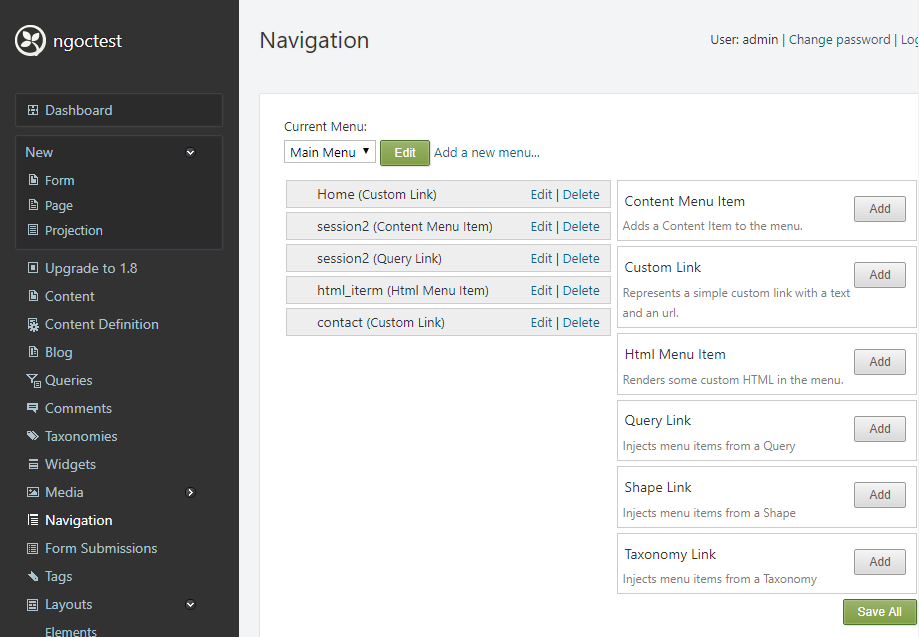 ngoctest
Navigation
User: admin | Change password | Log
Dashboard
New
Form
Page
Projection
Upgrade to 1.8
Content
Content Definition
Blog
Queries
Comments
Taxonomies
Widgets
Media
Navigation
Form Submissions
Tags
Layouts
Elements
Current Menu:
Main Menu Edit Add a new menu...
Home (Custom Link) Edit | Delete
session2 (Content Menu Item) Edit | Delete
session2 (Query Link) Edit | Delete
html_iterm (Html Menu Item) Edit | Delete
contact (Custom Link) Edit | Delete
Content Menu Item
Adds a Content Item to the menu.
Add
Custom Link
Represents a simple custom link with a text
and an url.
Add
Html Menu Item
Renders some custom HTML in the menu.
Add
Query Link
Injects menu items from a Query
Add
Shape Link
Injects menu items from a Shape
Add
Taxonomy Link
Injects menu items from a Taxonomy
Add
Save All